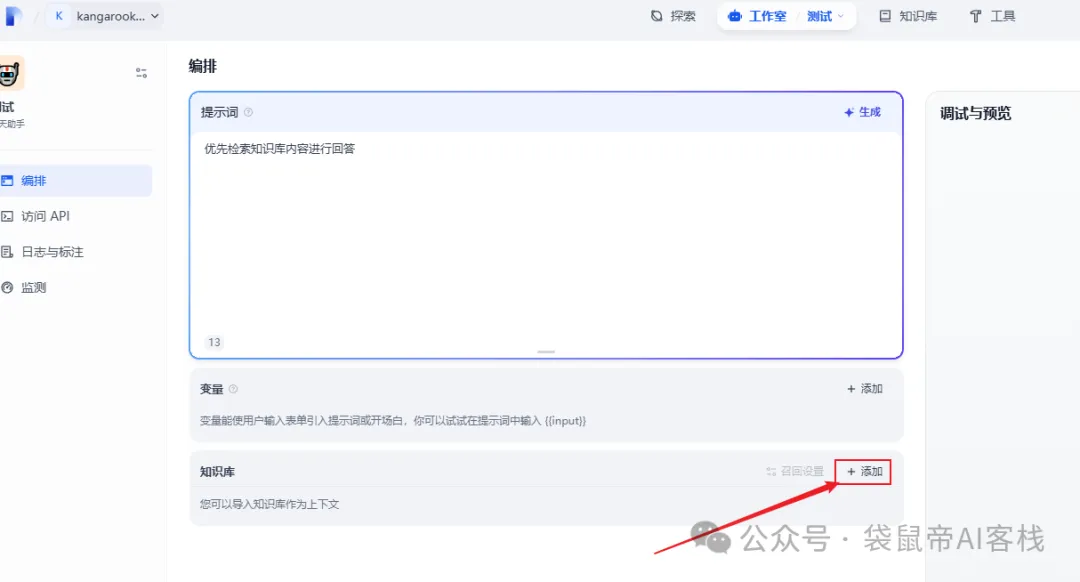 K kangarook...
探索
工作室
测试
知识库
工具
编排
提示词
生成
优先检索知识库内容进行回答
13
变量
+ 添加
变量能使用户输入表单引入提示词或开场白，你可以试试在提示词中输入 {{input}}
知识库
召回设置
+ 添加
您可以导入知识库作为上下文
调试与预览
编排
访问 API
日志与标注
监测
公众号 · 袋鼠帝AI客栈